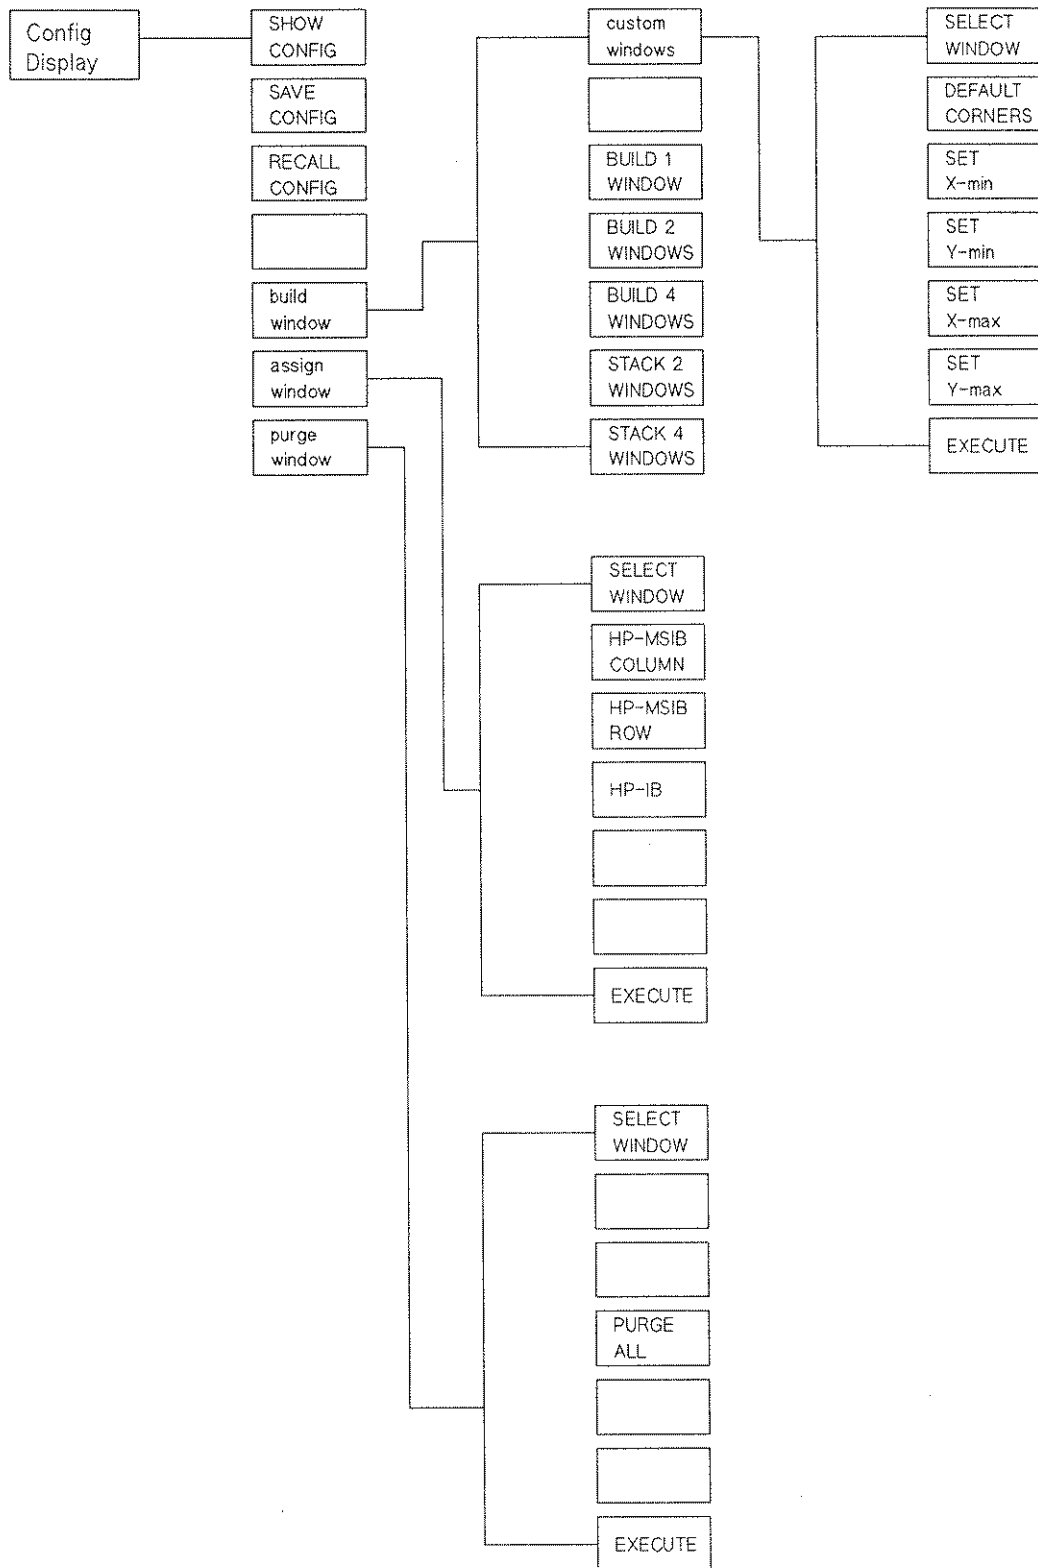 Config
Display
SHOW
CONFIG
SAVE
CONFIG
RECALL
CONFIG
build
window
assign
window
purge
window
custom
windows
BUILD 1
WINDOW
BUILD 2
WINDOWS
BUILD 4
WINDOWS
STACK 2
WINDOWS
STACK 4
WINDOWS
SELECT
WINDOW
DEFAULT
CORNERS
SET
X-min
SET
Y-min
SET
X-max
SET
Y-max
EXECUTE
SELECT
WINDOW
HP-MSIB
COLUMN
HP-MSIB
ROW
HP-IB
EXECUTE
SELECT
WINDOW
PURGE
ALL
EXECUTE